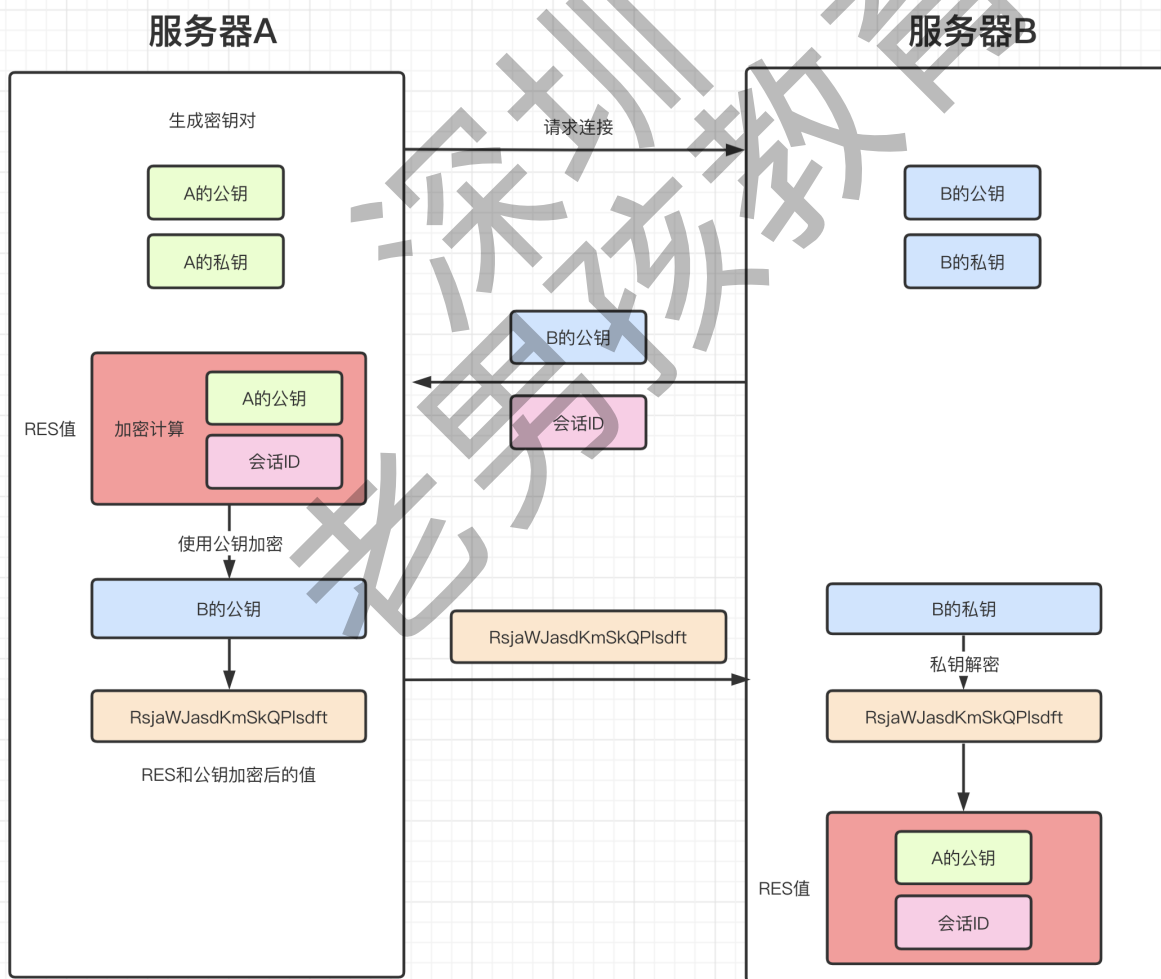 服务器A
服务器B
生成密钥对
请求连接
A的公钥
B的公钥
A的私钥
B的私钥
B的公钥
A的公钥
RES值
加密计算
会话ID
会话ID
使用公钥加密
B的公钥
B的私钥
RsjaWJasdKmSkQPlsdft
私钥解密
RsjaWJasdKmSkQPlsdft
RsjaWJasdKmSkQPlsdft
RES和公钥加密后的值
A的公钥
RES值
会话ID
深圳
老男孩教育